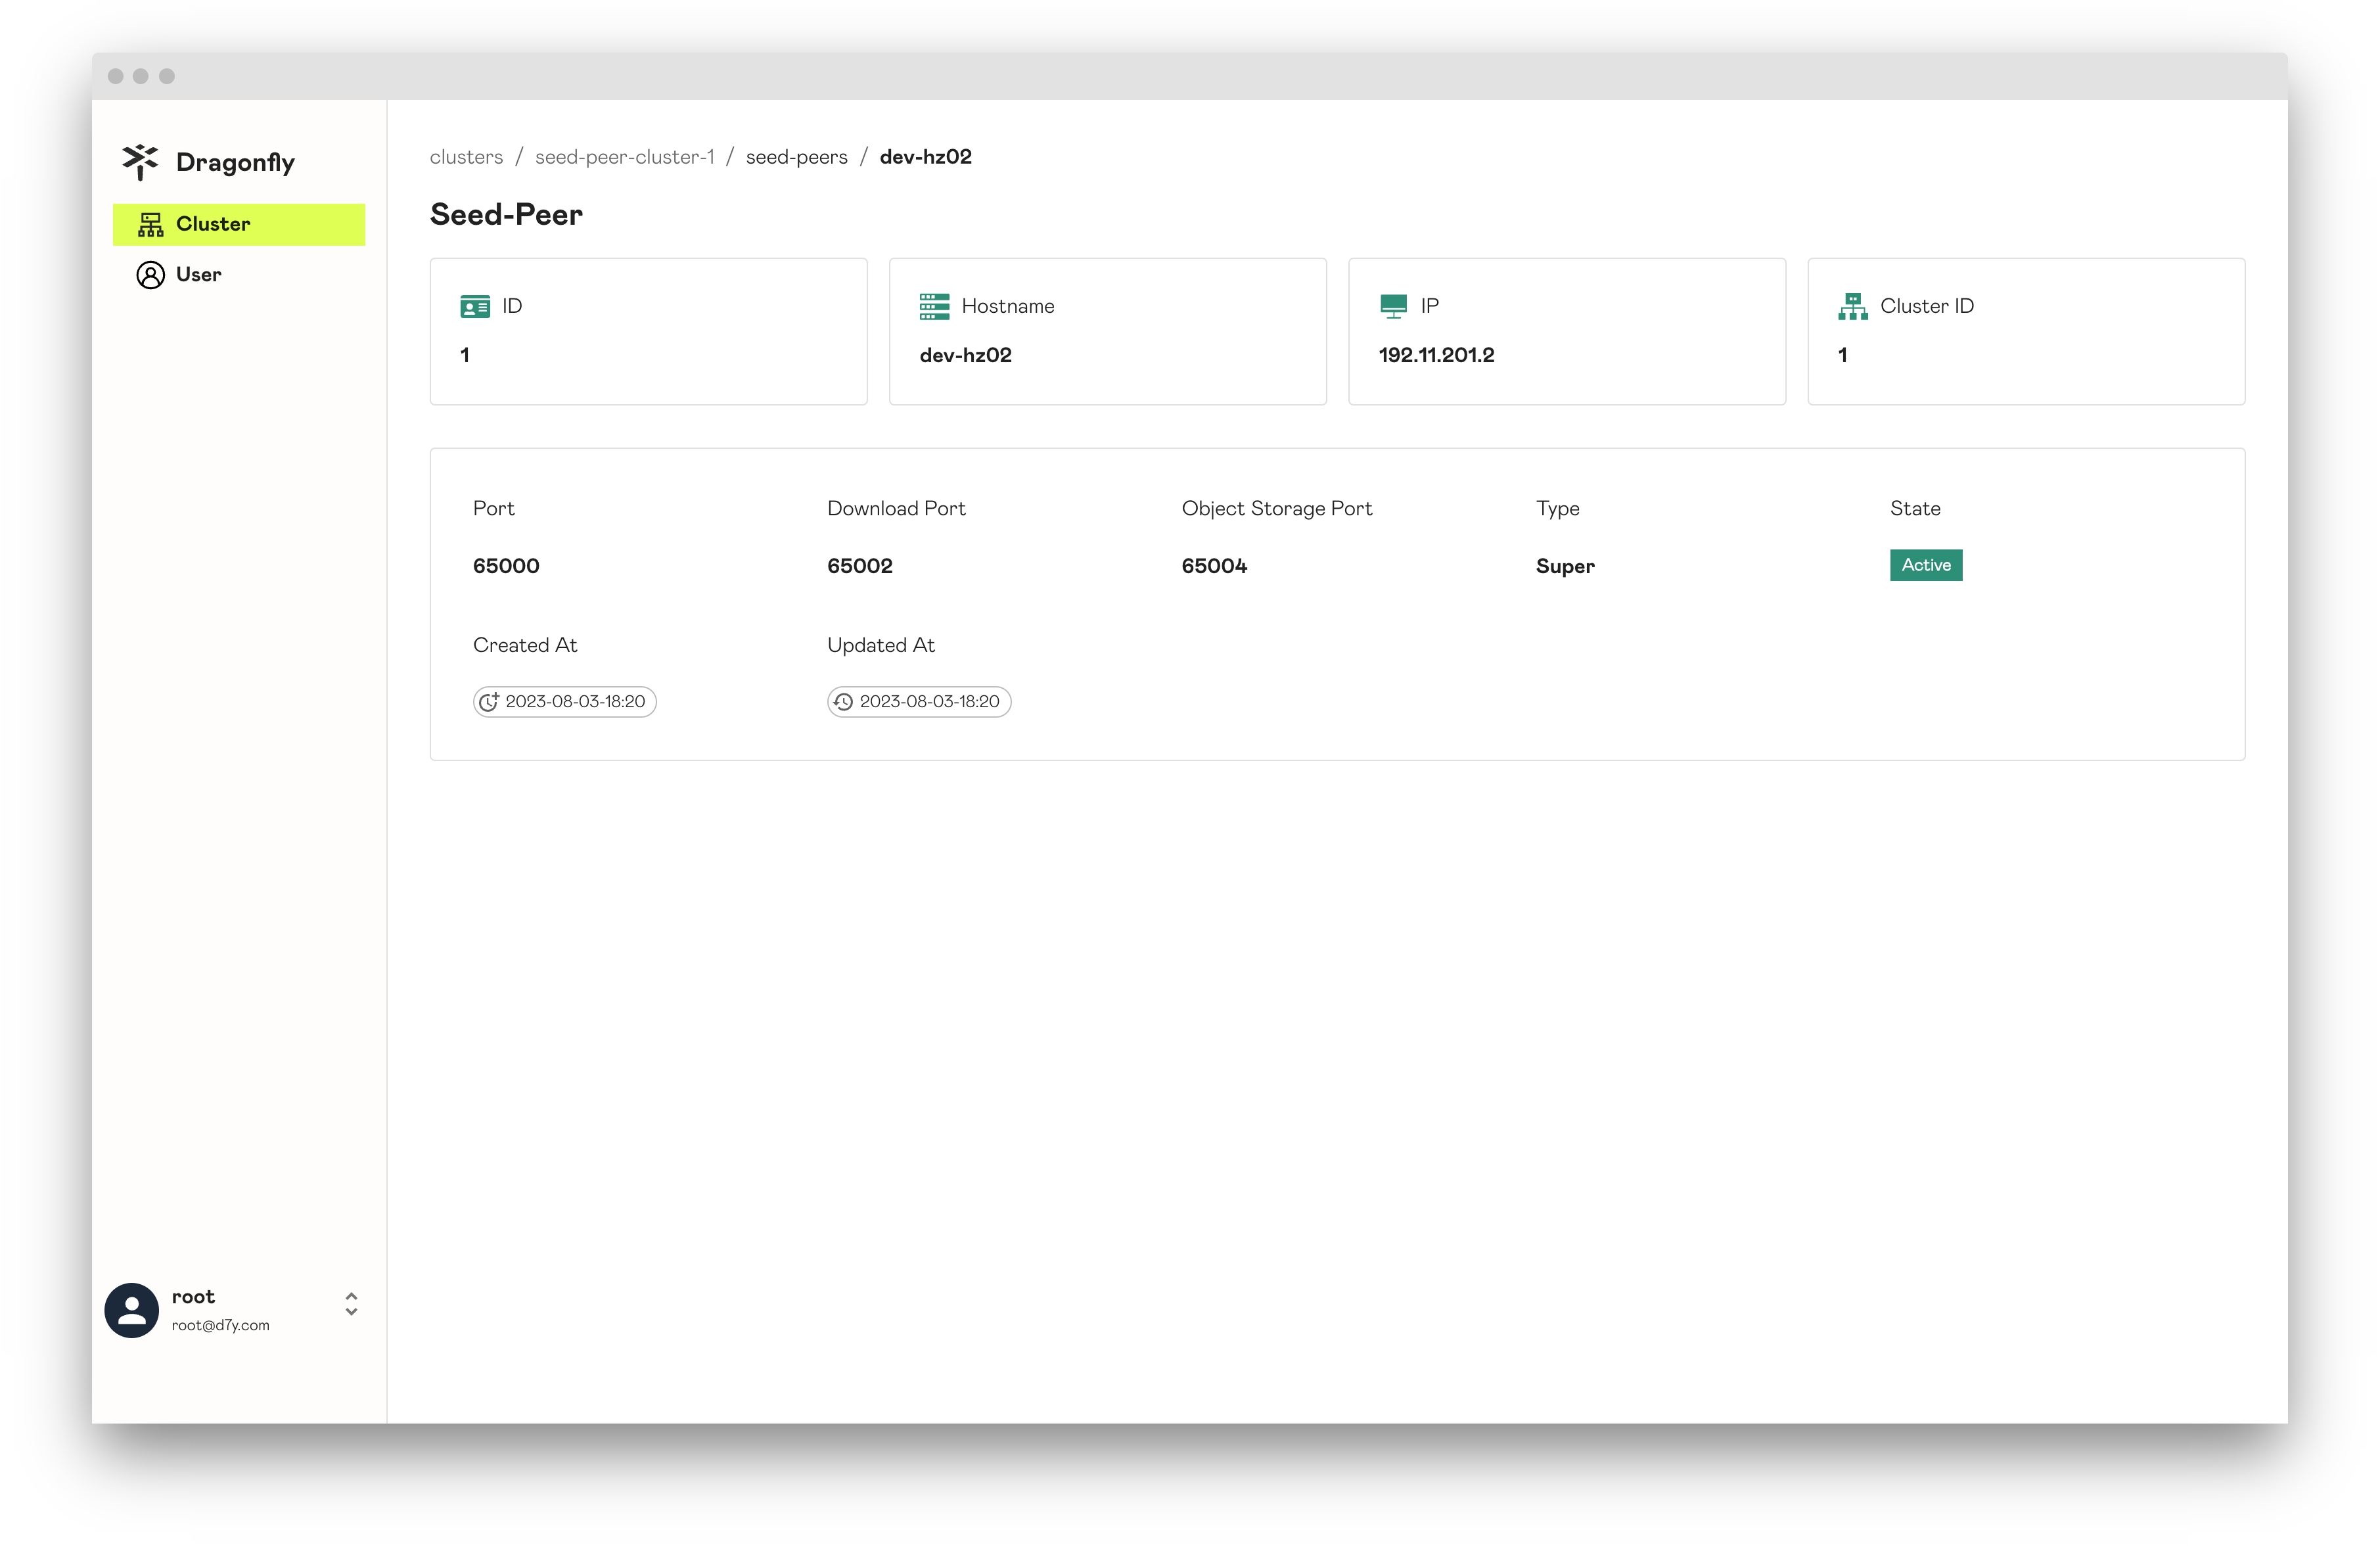 Dragonfly
Cluster
User
clusters / seed-peer-cluster-1 / seed-peers / dev-hz02
Seed-Peer
ID
1
Hostname
dev-hz02
IP
192.11.201.2
Cluster ID
1
Port
65000
Download Port
65002
Object Storage Port
65004
Type
Super
State
Active
Created At
2023-08-03-18:20
Updated At
2023-08-03-18:20
root
root@d7y.com